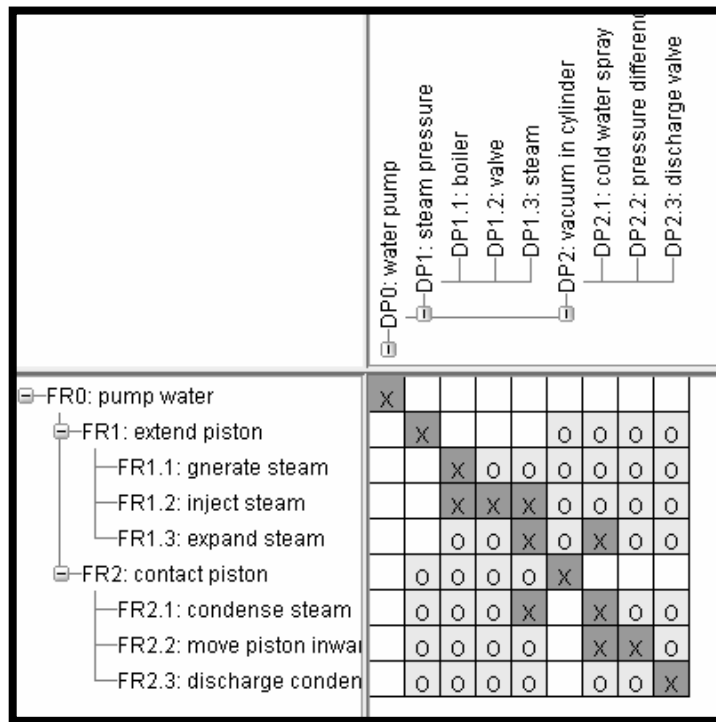 DP0: water pump
DP1: steam pressure
DP1.1: boiler
DP1.2: valve
DP1.3: steam
DP2: vacuum in cylinder
DP2.1: cold water spray
DP2.2: pressure differenc
DP2.3: discharge valve
FR0: pump water X
FR1: extend piston X O O O O
FR1.1: gnerate steam X O O O O O O
FR1.2: inject steam X X X O O O O
FR1.3: expand steam O O X O X O O
FR2: contact piston O O O O X
FR2.1: condense steam O O O X X O O
FR2.2: move piston inwar O O O O X X O
FR2.3: discharge conden O O O O O O X